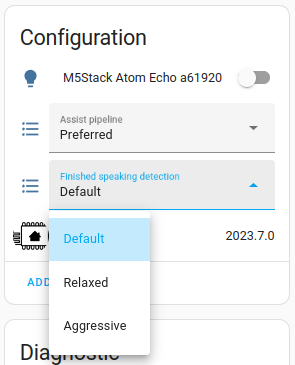 Configuration
M5Stack Atom Echo a61920
Assist pipeline
Preferred
Finished speaking detection
Default
Default
2023.7.0
Relaxed
ADD
Aggressive
Diagnostic